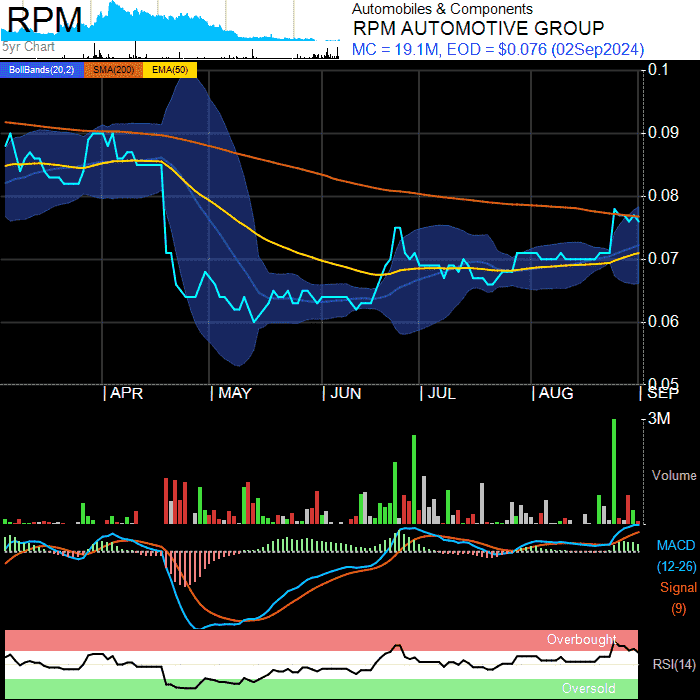 RPM
5yr Chart
Automobiles & Components
RPM AUTOMOTIVE GROUP
MC = 19.1M, EOD = $0.076 (02Sep2024)
BollBands(20,2) SMA(200) EMA(50)
0.1
0.09
0.08
0.07
0.06
0.05
APR MAY JUN JUL AUG SEP
3M
Volume
MACD
(12-26)
Signal
(9)
Overbought
RSI(14)
Oversold